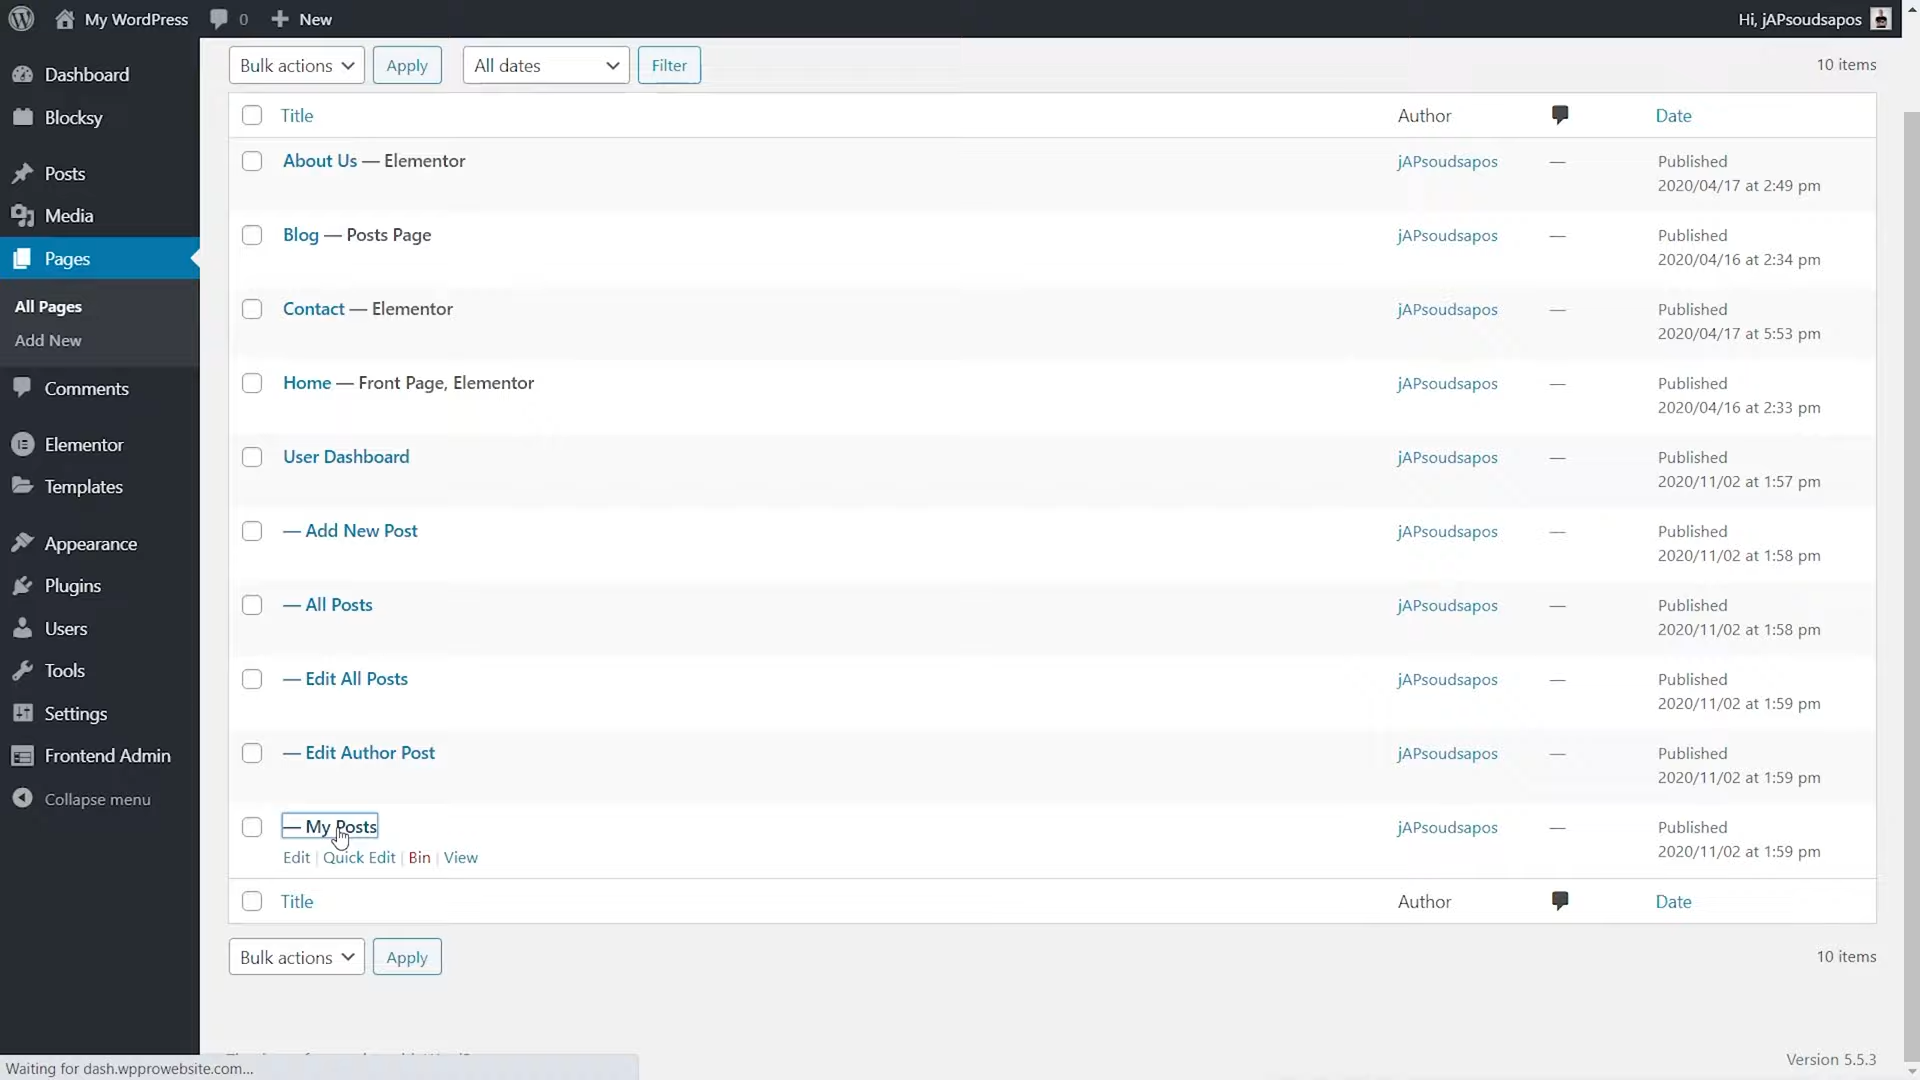 My WordPress 0 New Hi, jAPsoudsapos
Dashboard
Blocksy
Posts
Media
Pages
All Pages
Add New
Comments
Elementor
Templates
Appearance
Plugins
Users
Tools
Settings
Frontend Admin
Collapse menu
Bulk actions Apply All dates Filter 10 items
Title Author Date
About Us — Elementor jAPsoudsapos — Published
2020/04/17 at 2:49 pm
Blog — Posts Page jAPsoudsapos — Published
2020/04/16 at 2:34 pm
Contact — Elementor jAPsoudsapos — Published
2020/04/17 at 5:53 pm
Home — Front Page, Elementor jAPsoudsapos — Published
2020/04/16 at 2:33 pm
User Dashboard jAPsoudsapos — Published
2020/11/02 at 1:57 pm
— Add New Post jAPsoudsapos — Published
2020/11/02 at 1:58 pm
— All Posts jAPsoudsapos — Published
2020/11/02 at 1:58 pm
— Edit All Posts jAPsoudsapos — Published
2020/11/02 at 1:59 pm
— Edit Author Post jAPsoudsapos — Published
2020/11/02 at 1:59 pm
— My Posts jAPsoudsapos — Published
Edit | Quick Edit | Bin | View 2020/11/02 at 1:59 pm
Title Author Date
Bulk actions Apply 10 items
Version 5.5.3
Waiting for dash.wpprowebsite.com...